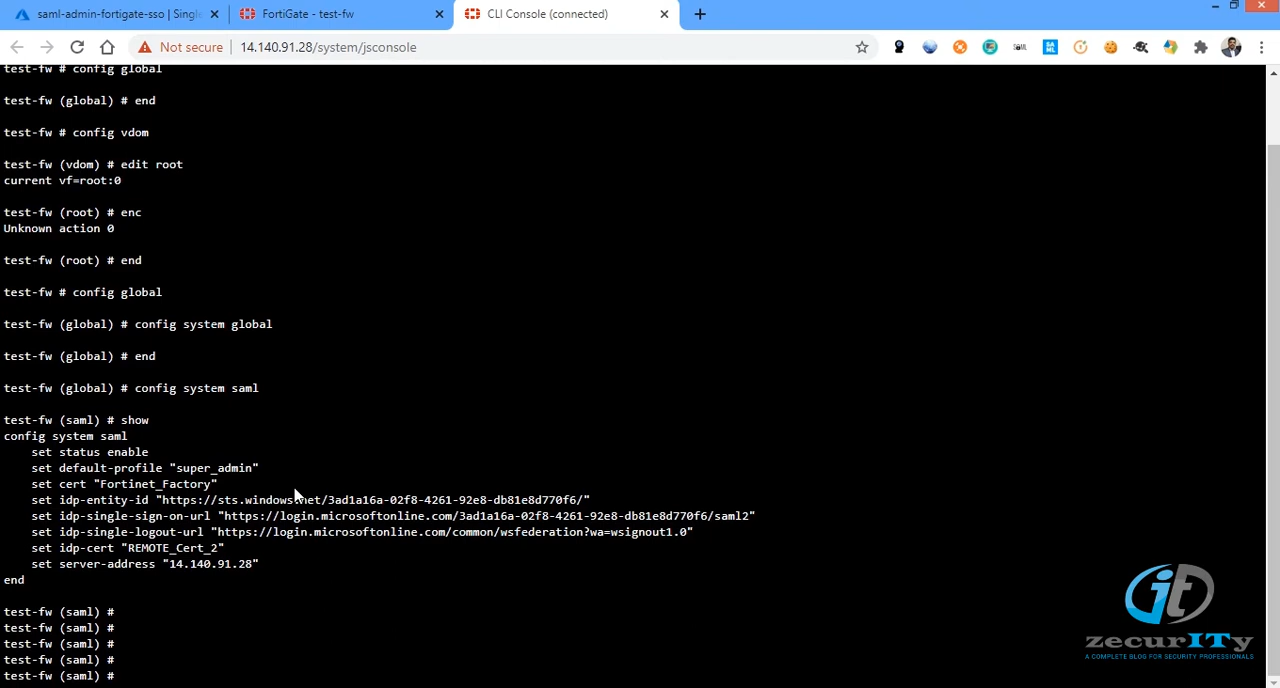 saml-admin-fortigate-sso | Single
FortiGate - test-fw
CLI Console (connected)
Not secure
14.140.91.28/system/jsconsole
test-fw # config global
test-fw (global) # end
test-fw # config vdom
test-fw (vdom) # edit root
current vf=root:0
test-fw (root) # enc
Unknown action 0
test-fw (root) # end
test-fw # config global
test-fw (global) # config system global
test-fw (global) # end
test-fw (global) # config system saml
test-fw (saml) # show
config system saml
set status enable
set default-profile "super_admin"
set cert "Fortinet_Factory"
set idp-entity-id "https://sts.windows.net/3ad1a16a-02f8-4261-92e8-db81e8d770f6/"
set idp-single-sign-on-url "https://login.microsoftonline.com/3ad1a16a-02f8-4261-92e8-db81e8d770f6/saml2"
set idp-single-logout-url "https://login.microsoftonline.com/common/wsfederation?wa=wsignout1.0"
set idp-cert "REMOTE_Cert_2"
set server-address "14.140.91.28"
end
test-fw (saml) #
test-fw (saml) #
test-fw (saml) #
test-fw (saml) #
test-fw (saml) #
it
zecurITy
A COMPLETE BLOG FOR SECURITY PROFESSIONALS